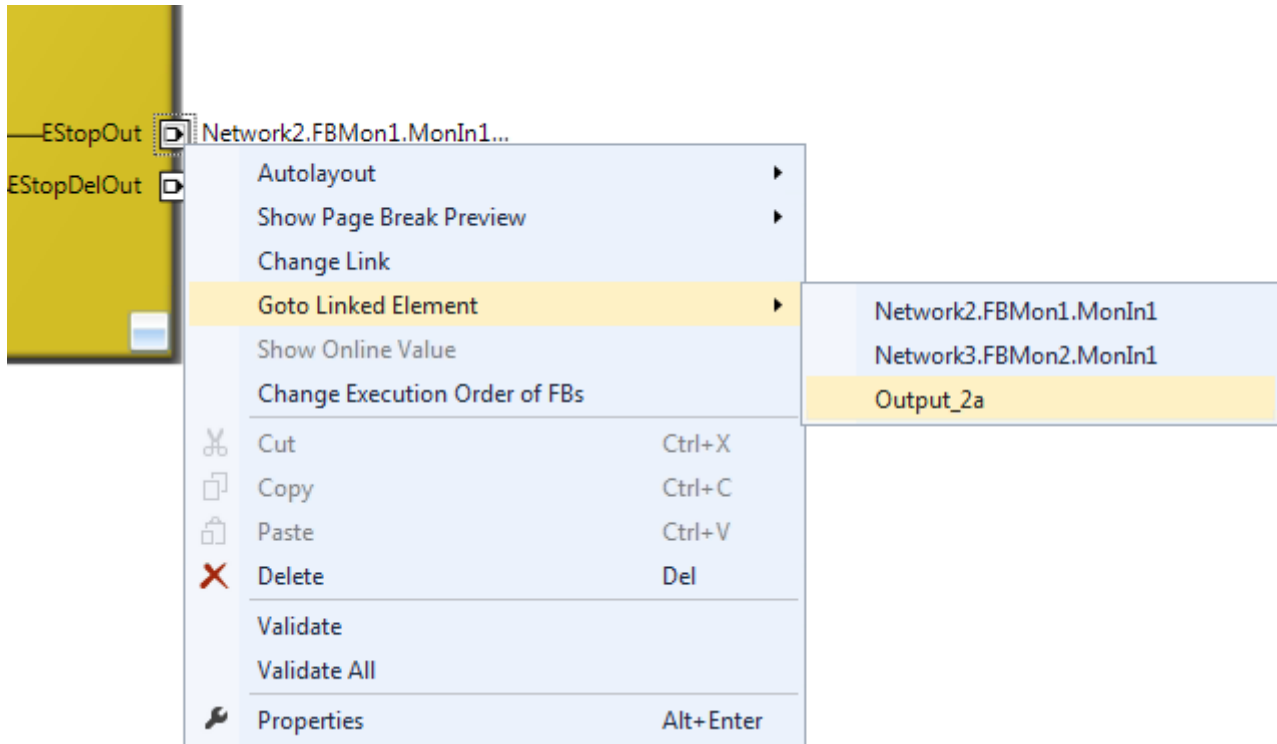 EStopOut Network2.FBMon1.MonIn1...
EStopDelOut
Autolayout
Show Page Break Preview
Change Link
Goto Linked Element
Show Online Value
Change Execution Order of FBs
Cut Ctrl+X
Copy Ctrl+C
Paste Ctrl+V
Delete Del
Validate
Validate All
Properties Alt+Enter
Network2.FBMon1.MonIn1
Network3.FBMon2.MonIn1
Output_2a